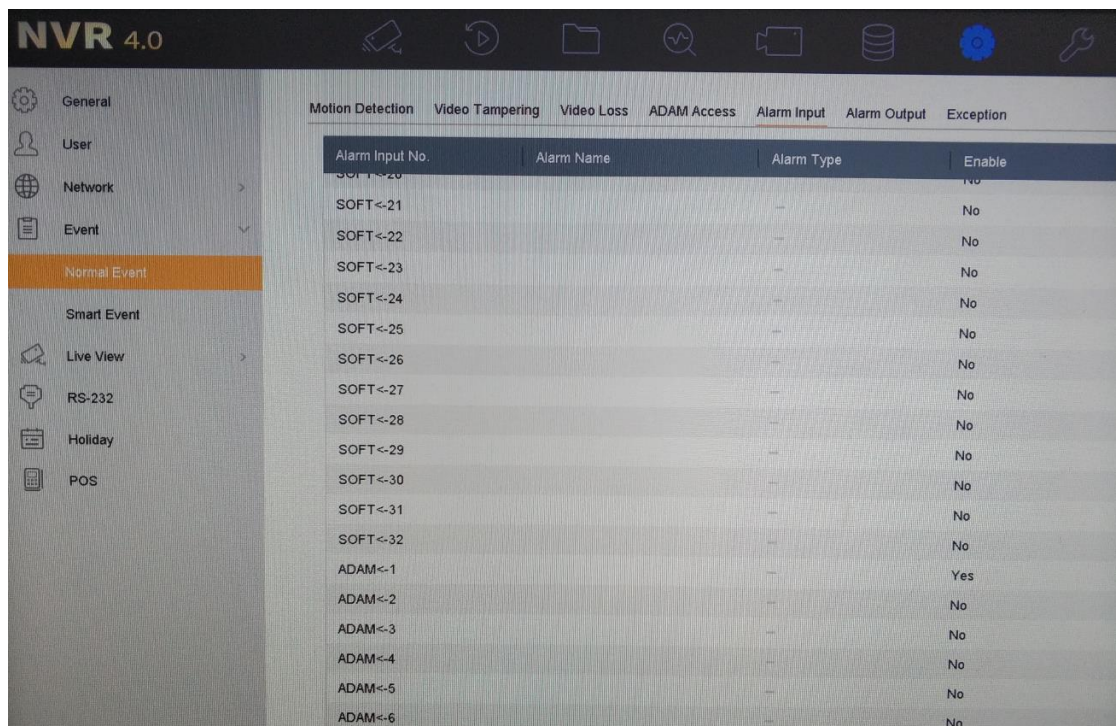 NVR 4.0
General
User
Network >
Event
Normal Event
Smart Event
Live View >
RS-232
Holiday
POS
Motion Detection Video Tampering Video Loss ADAM Access Alarm Input Alarm Output Exception
Alarm Input No. Alarm Name Alarm Type Enable
SOFT<-20 No
SOFT<-21 – No
SOFT<-22 – No
SOFT<-23 – No
SOFT<-24 – No
SOFT<-25 – No
SOFT<-26 – No
SOFT<-27 – No
SOFT<-28 – No
SOFT<-29 – No
SOFT<-30 – No
SOFT<-31 – No
SOFT<-32 – No
ADAM<-1 – Yes
ADAM<-2 – No
ADAM<-3 – No
ADAM<-4 – No
ADAM<-5 – No
ADAM<-6 No